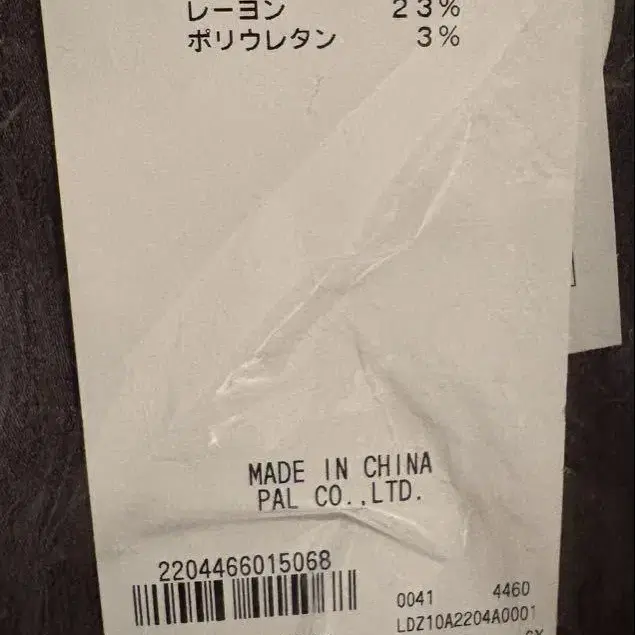 レーヨン 23%
ポリウレタン 3%
MADE IN CHINA
PAL CO.,LTD.
2204466015068
0041 4460
LDZ10A2204A0001